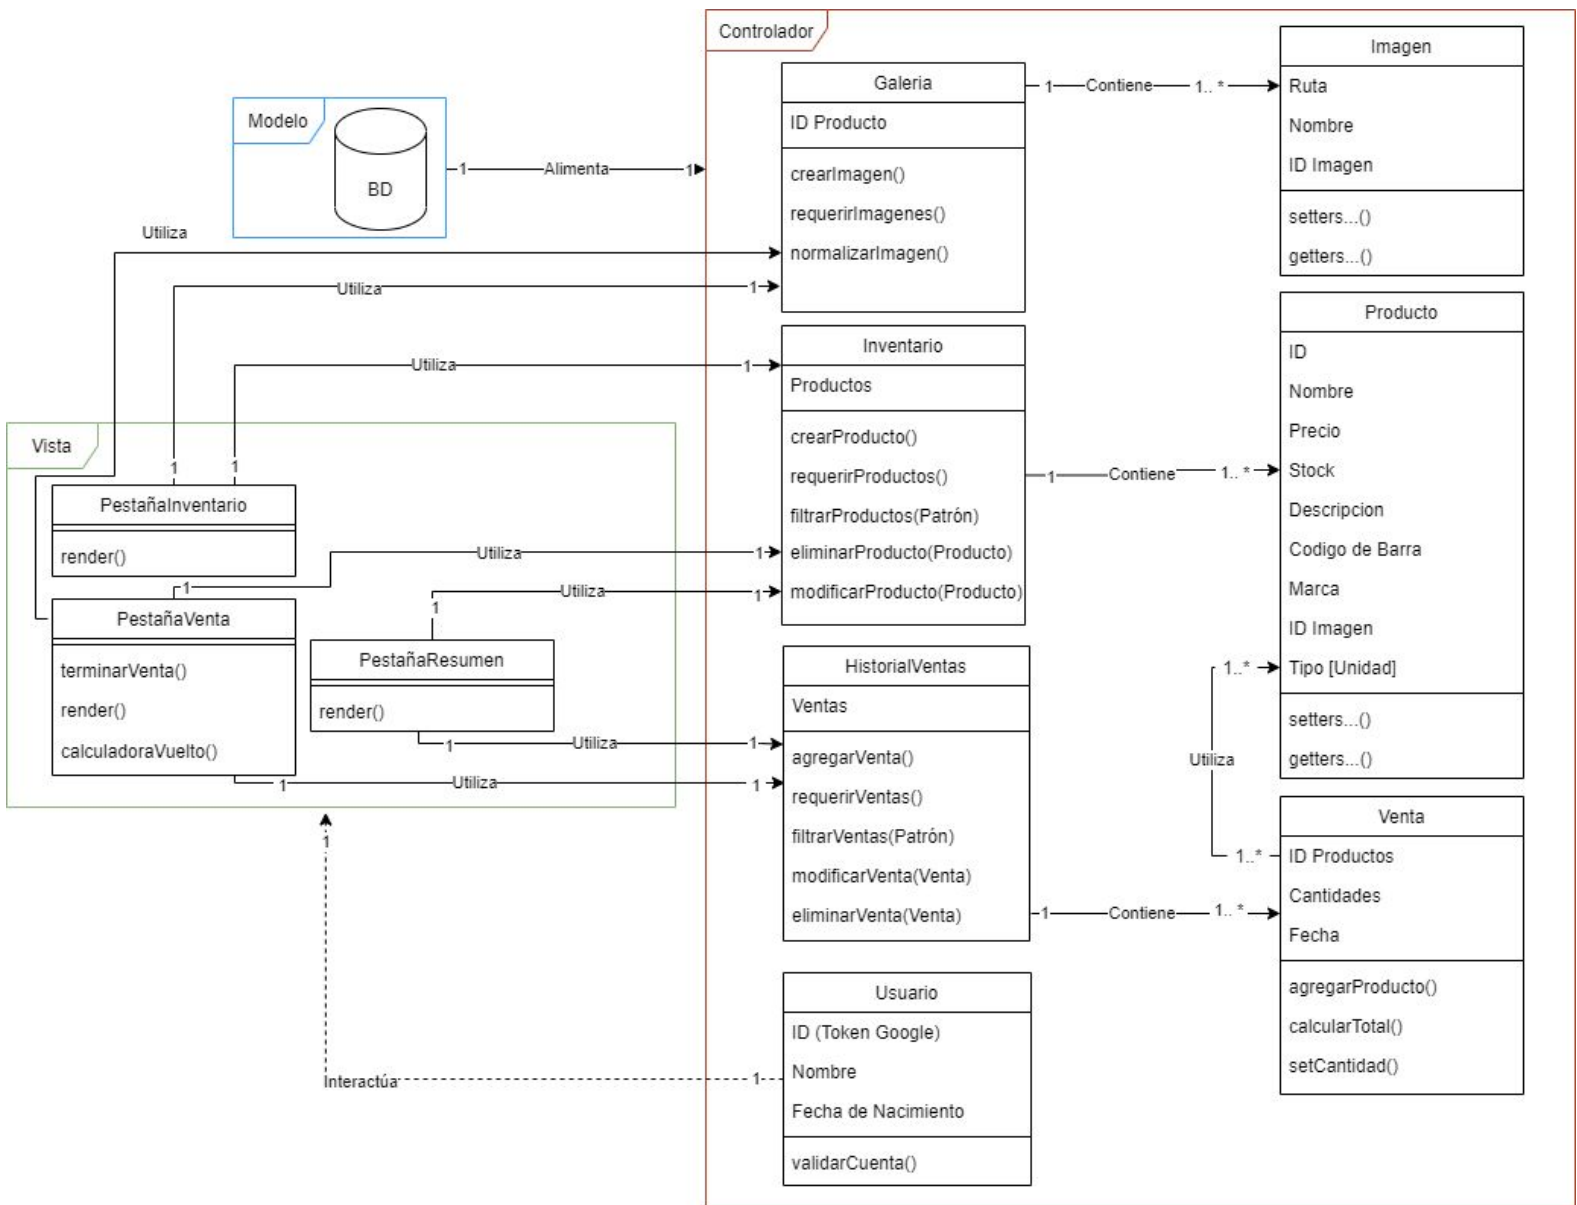 Controlador
Modelo
BD
1
Alimenta
1
Galeria
ID Producto
crearImagen()
requerirImagenes()
normalizarImagen()
1
Contiene
1.. *
Imagen
Ruta
Nombre
ID Imagen
setters...()
getters...()
Utiliza
Utiliza
1
Utiliza
1
Inventario
Productos
crearProducto()
requerirProductos()
filtrarProductos(Patrón)
eliminarProducto(Producto)
modificarProducto(Producto)
1
Contiene
1.. *
Producto
ID
Nombre
Precio
Stock
Descripcion
Codigo de Barra
Marca
ID Imagen
Tipo [Unidad]
setters...()
getters...()
Vista
1
1
PestañaInventario
render()
1
Utiliza
1
PestañaVenta
terminarVenta()
render()
calculadoraVuelto()
1
Utiliza
1
PestañaResumen
render()
1
Utiliza
1
1
Utiliza
1
HistorialVentas
Ventas
agregarVenta()
requerirVentas()
filtrarVentas(Patrón)
modificarVenta(Venta)
eliminarVenta(Venta)
1
Contiene
1.. *
1..*
Utiliza
1..*
Venta
ID Productos
Cantidades
Fecha
agregarProducto()
calcularTotal()
setCantidad()
1
Interactúa
1
Usuario
ID (Token Google)
Nombre
Fecha de Nacimiento
validarCuenta()